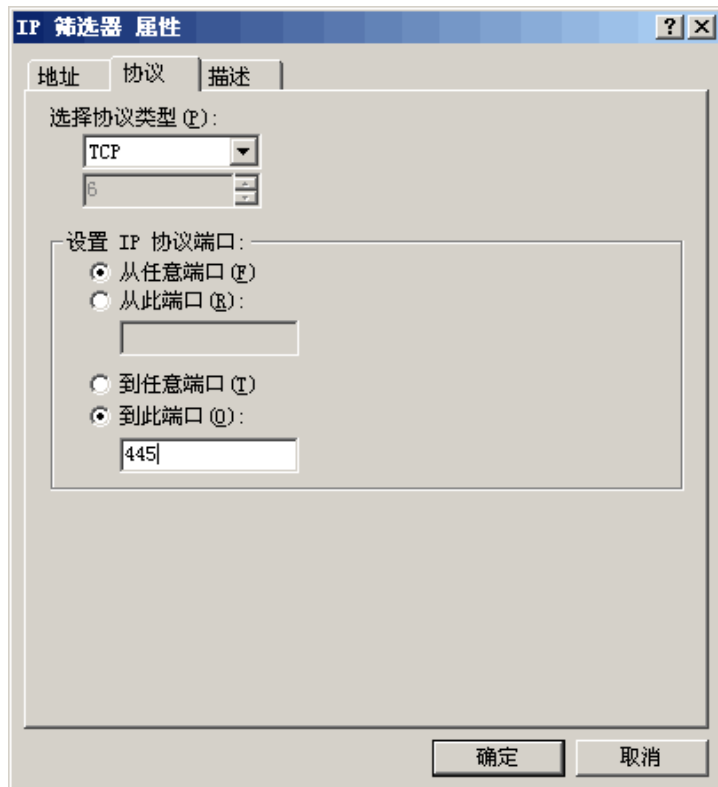 IP 筛选器 属性
地址 协议 描述
选择协议类型(P):
TCP
6
设置 IP 协议端口:
从任意端口(F)
从此端口(R):
到任意端口(T)
到此端口(O):
445
确定 取消